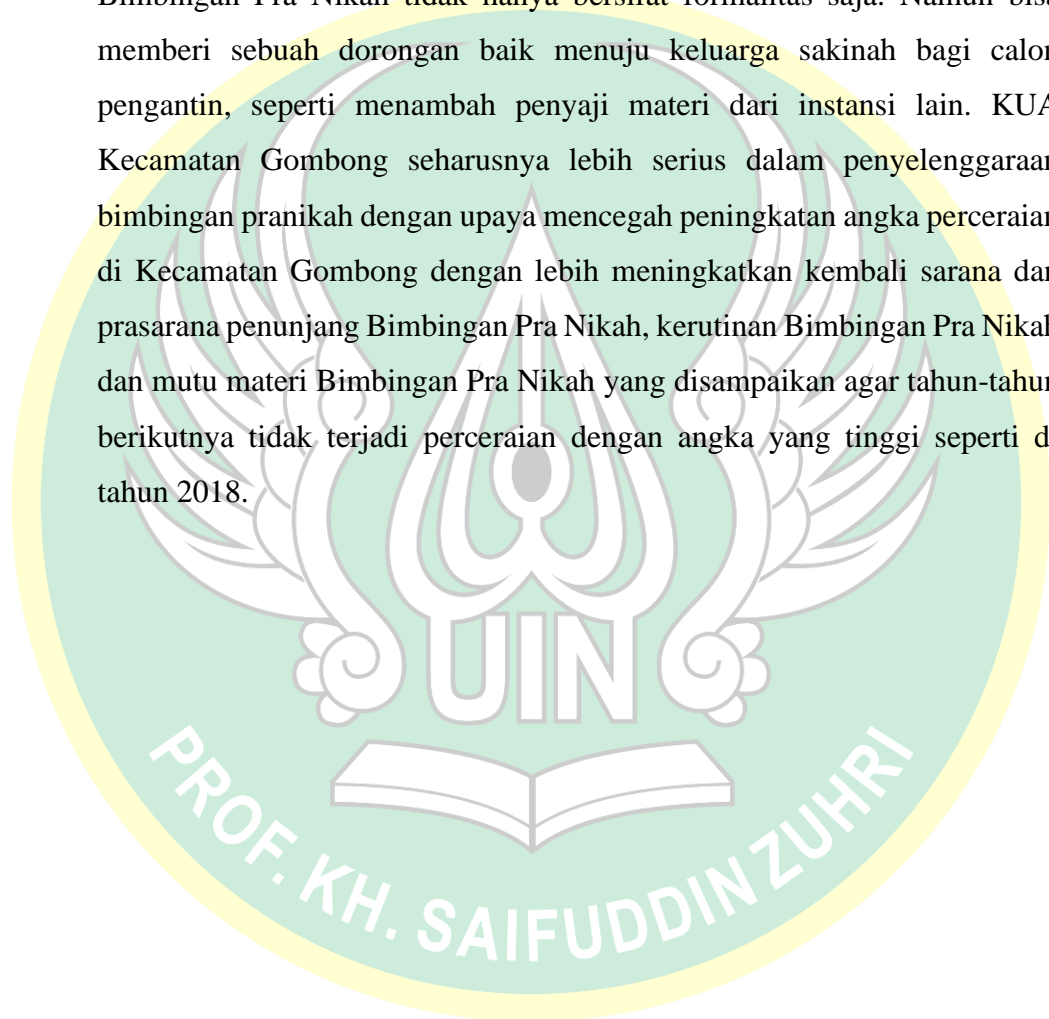 Bimbingan Pra Nikah tidak hanya bersifat formalitas saja. Namun bisa
memberi sebuah dorongan baik menuju keluarga sakinah bagi calon
pengantin, seperti menambah penyaji materi dari instansi lain. KUA
Kecamatan Gombong seharusnya lebih serius dalam penyelenggaraan
bimbingan pranikah dengan upaya mencegah peningkatan angka perceraian
di Kecamatan Gombong dengan lebih meningkatkan kembali sarana dan
prasarana penunjang Bimbingan Pra Nikah, kerutinan Bimbingan Pra Nikah
dan mutu materi Bimbingan Pra Nikah yang disampaikan agar tahun-tahun
berikutnya tidak terjadi perceraian dengan angka yang tinggi seperti di
tahun 2018.
UIN
PROF. KH. SAIFUDDIN ZUHRI